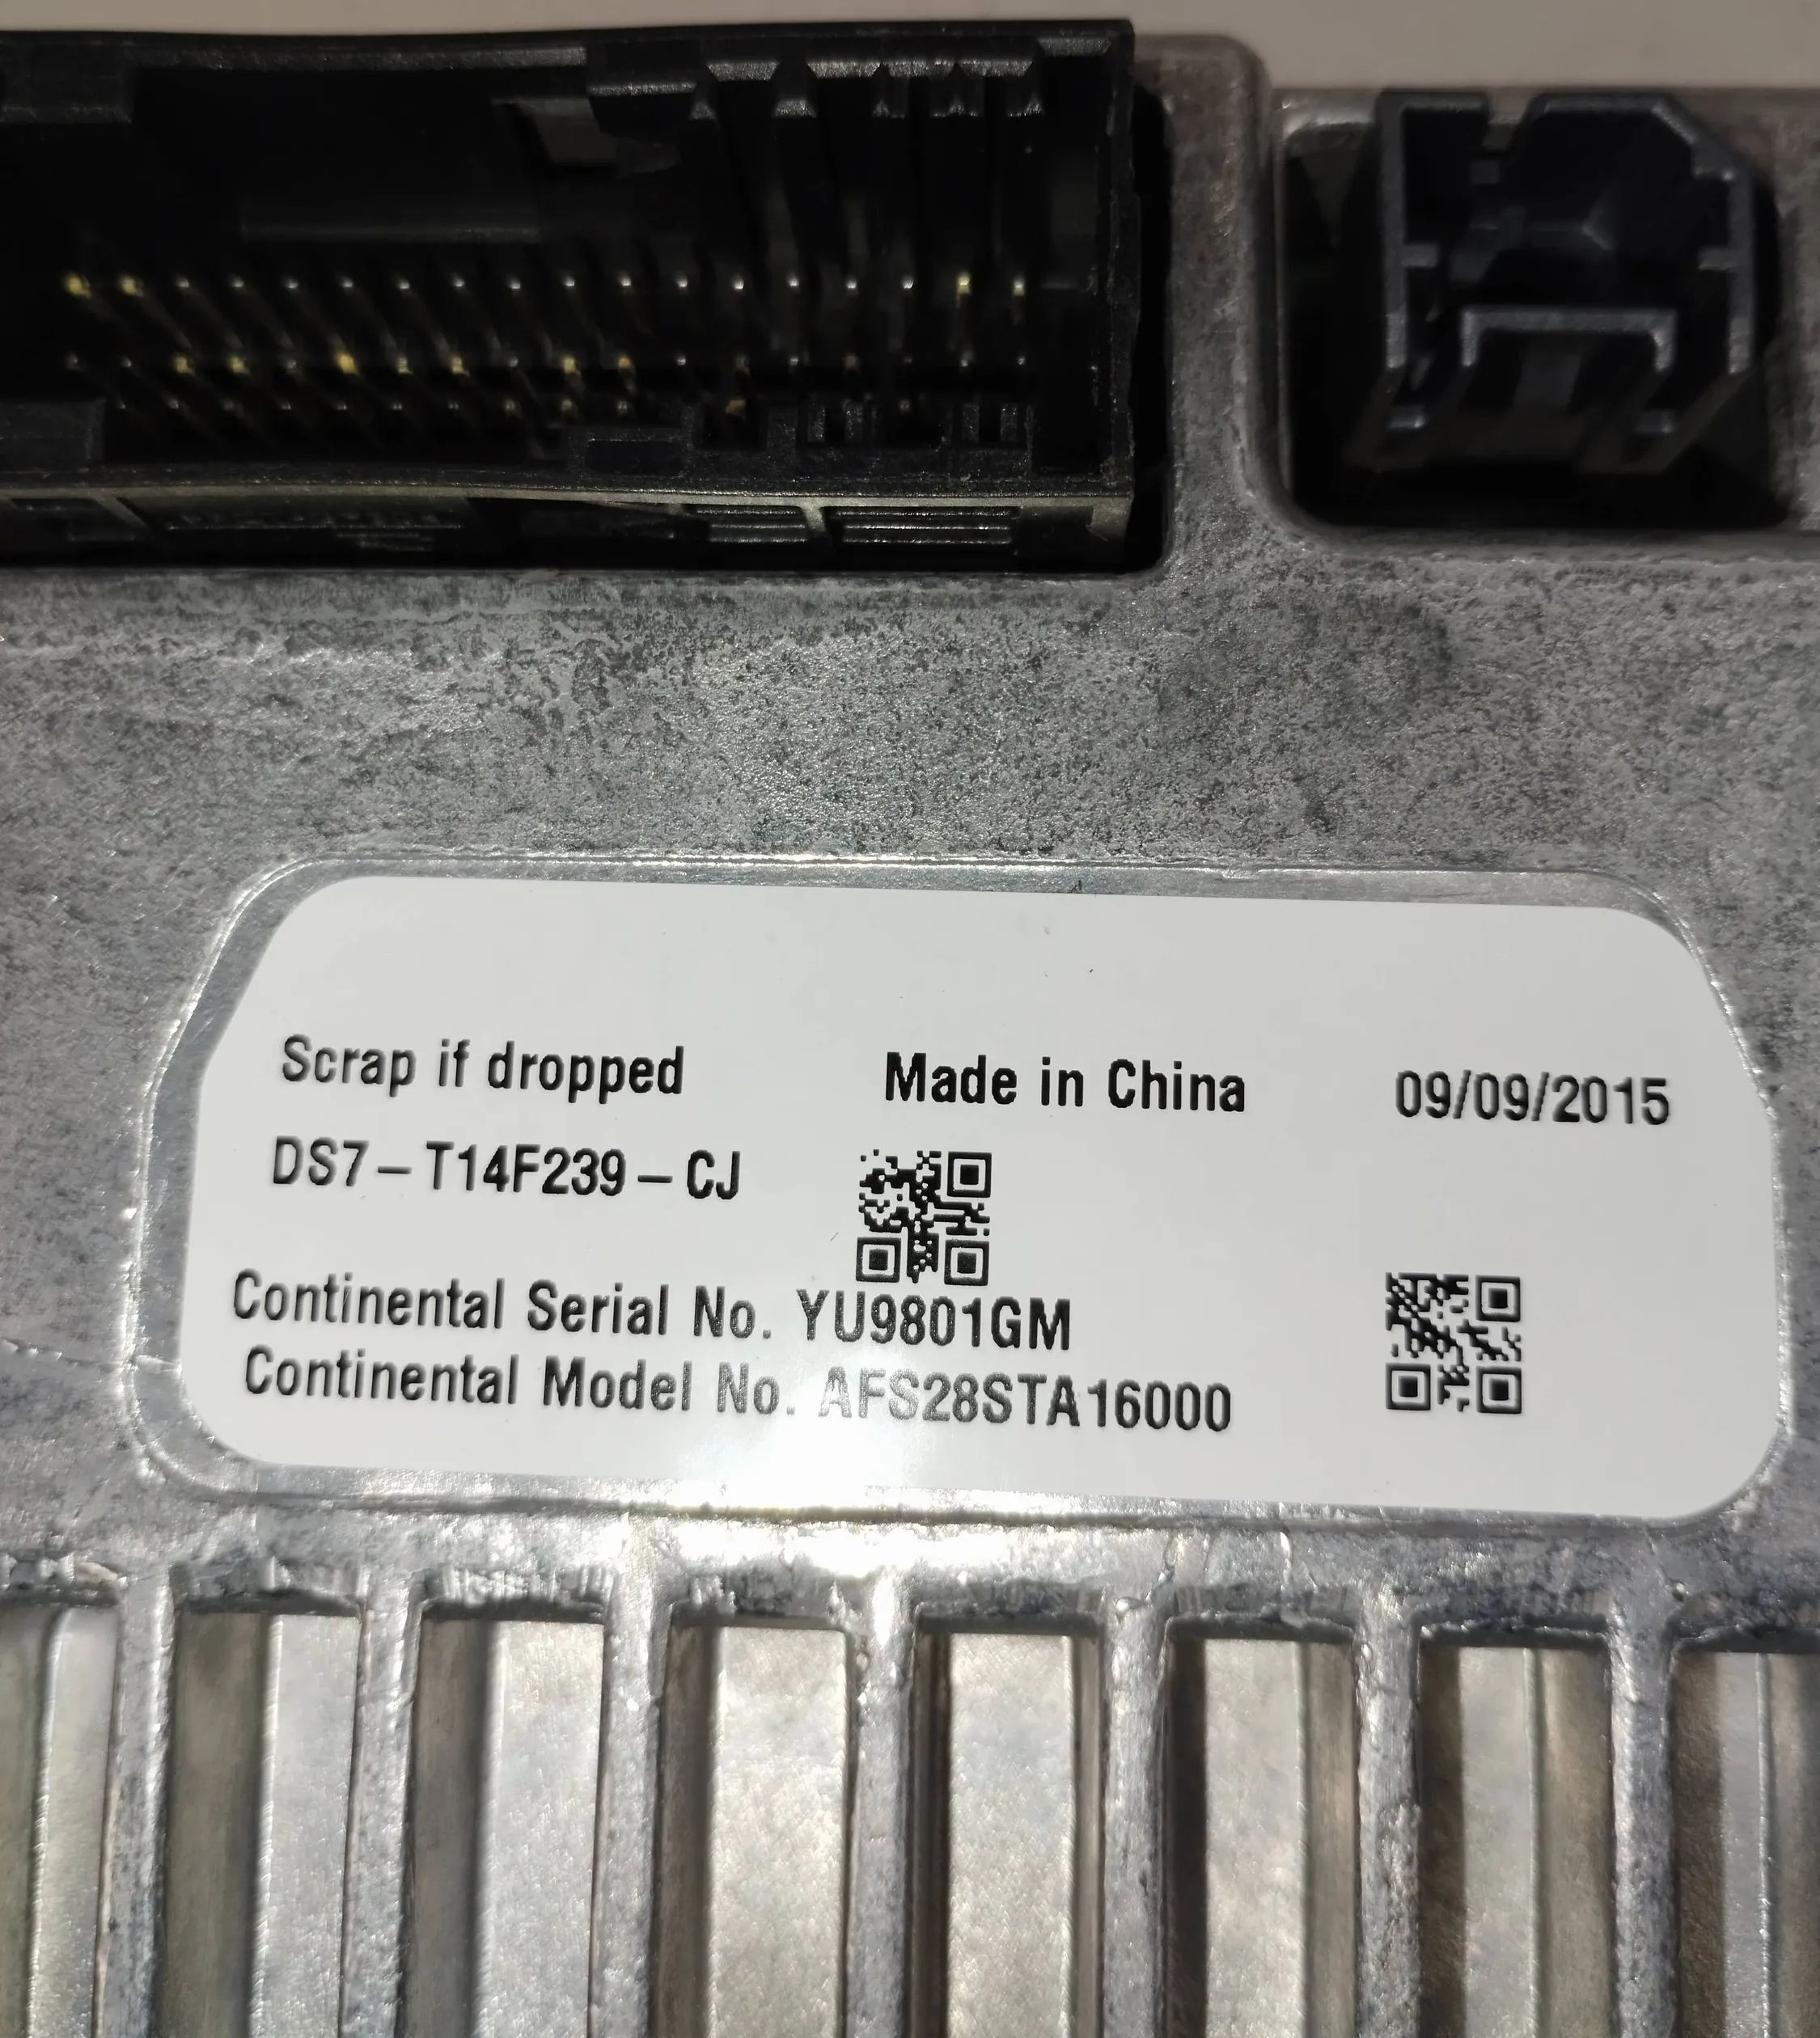 Scrap if dropped Made in China 09/09/2015
DS7-T14F239-CJ
Continental Serial No. YU9801GM
Continental Model No. AFS28STA16000